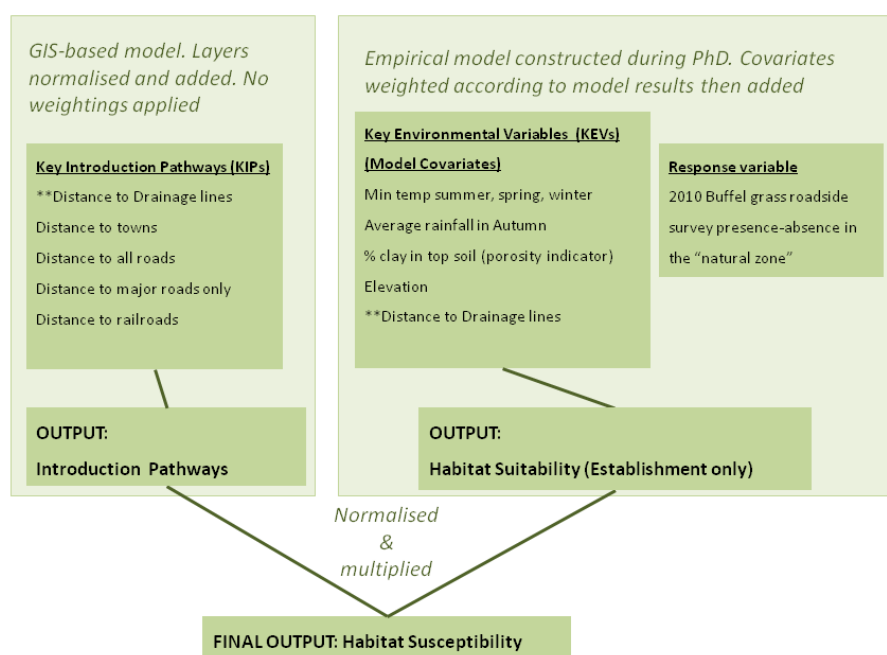 GIS-based model. Layers
normalised and added. No
weightings applied
Key Introduction Pathways (KIPs)
**Distance to Drainage lines
Distance to towns
Distance to all roads
Distance to major roads only
Distance to railroads
OUTPUT:
Introduction Pathways
Empirical model constructed during PhD. Covariates
weighted according to model results then added
Key Environmental Variables (KEVs)
(Model Covariates)
Min temp summer, spring, winter
Average rainfall in Autumn
% clay in top soil (porosity indicator)
Elevation
**Distance to Drainage lines
Response variable
2010 Buffel grass roadside
survey presence-absence in
the “natural zone”
OUTPUT:
Habitat Suitability (Establishment only)
Normalised
&
multiplied
FINAL OUTPUT: Habitat Susceptibility